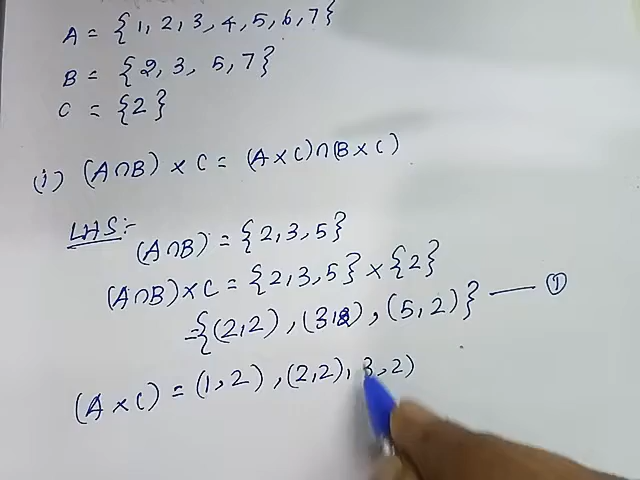 A = {1, 2, 3, 4, 5, 6, 7}
B = {2, 3, 5, 7}
C = {2}
(i) (A∩B) × C = (A×C)∩(B×C)
LHS:-
(A∩B) = {2, 3, 5}
(A∩B)×C = {2, 3, 5} × {2}
={(2,2), (3,2), (5,2)} —— ①
(A×C) = (1,2), (2,2), 3,2)